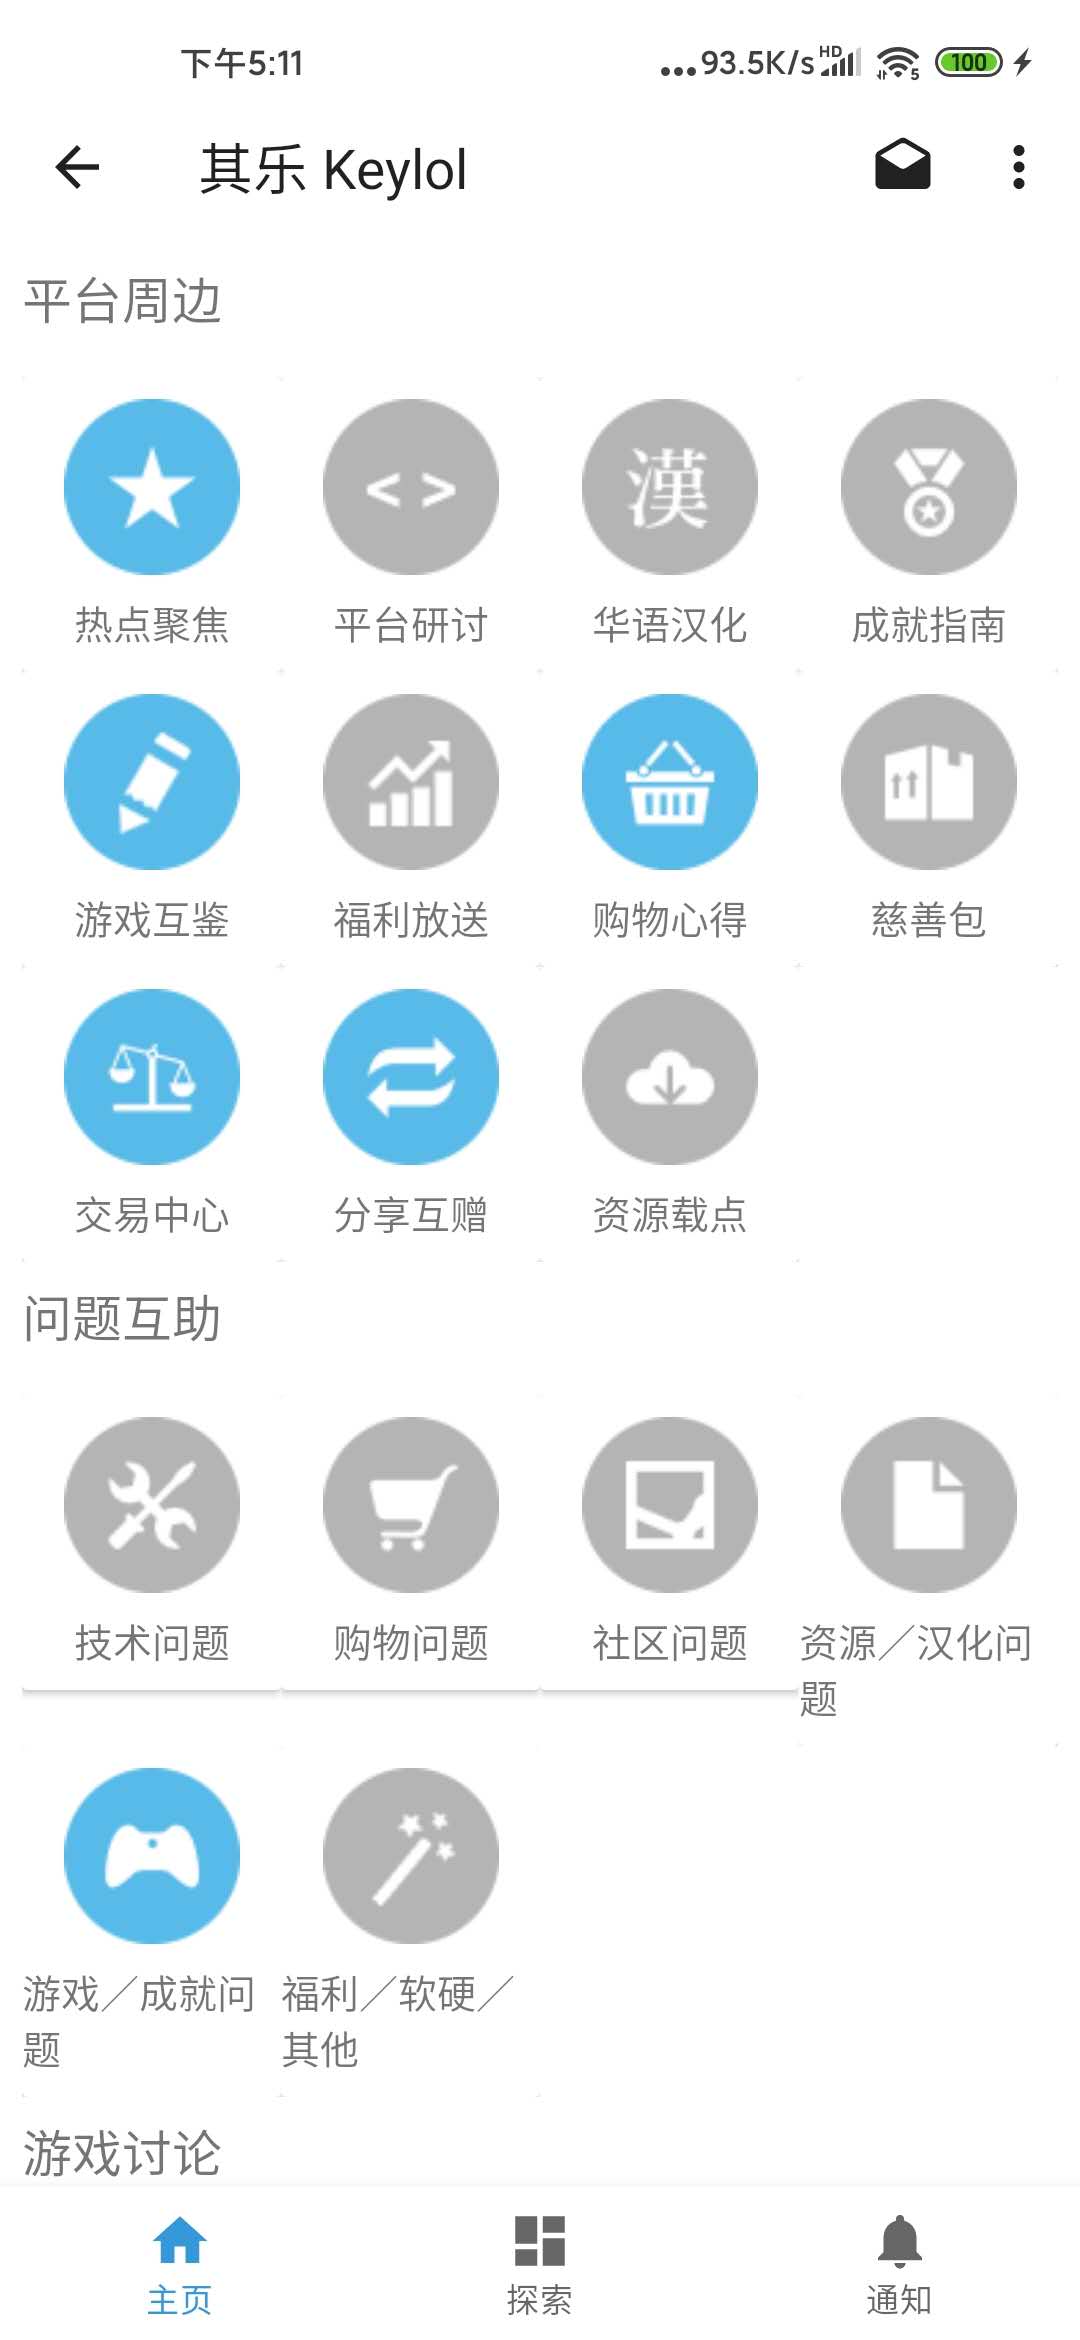 下午5:11
...93.5K/s HD 5 100
其乐 Keylol
平台周边
< > 漢
热点聚焦 平台研讨 华语汉化 成就指南
游戏互鉴 福利放送 购物心得 慈善包
交易中心 分享互赠 资源载点
问题互助
技术问题 购物问题 社区问题 资源／汉化问
题
游戏／成就问 福利／软硬／
题 其他
游戏讨论
主页 探索 通知